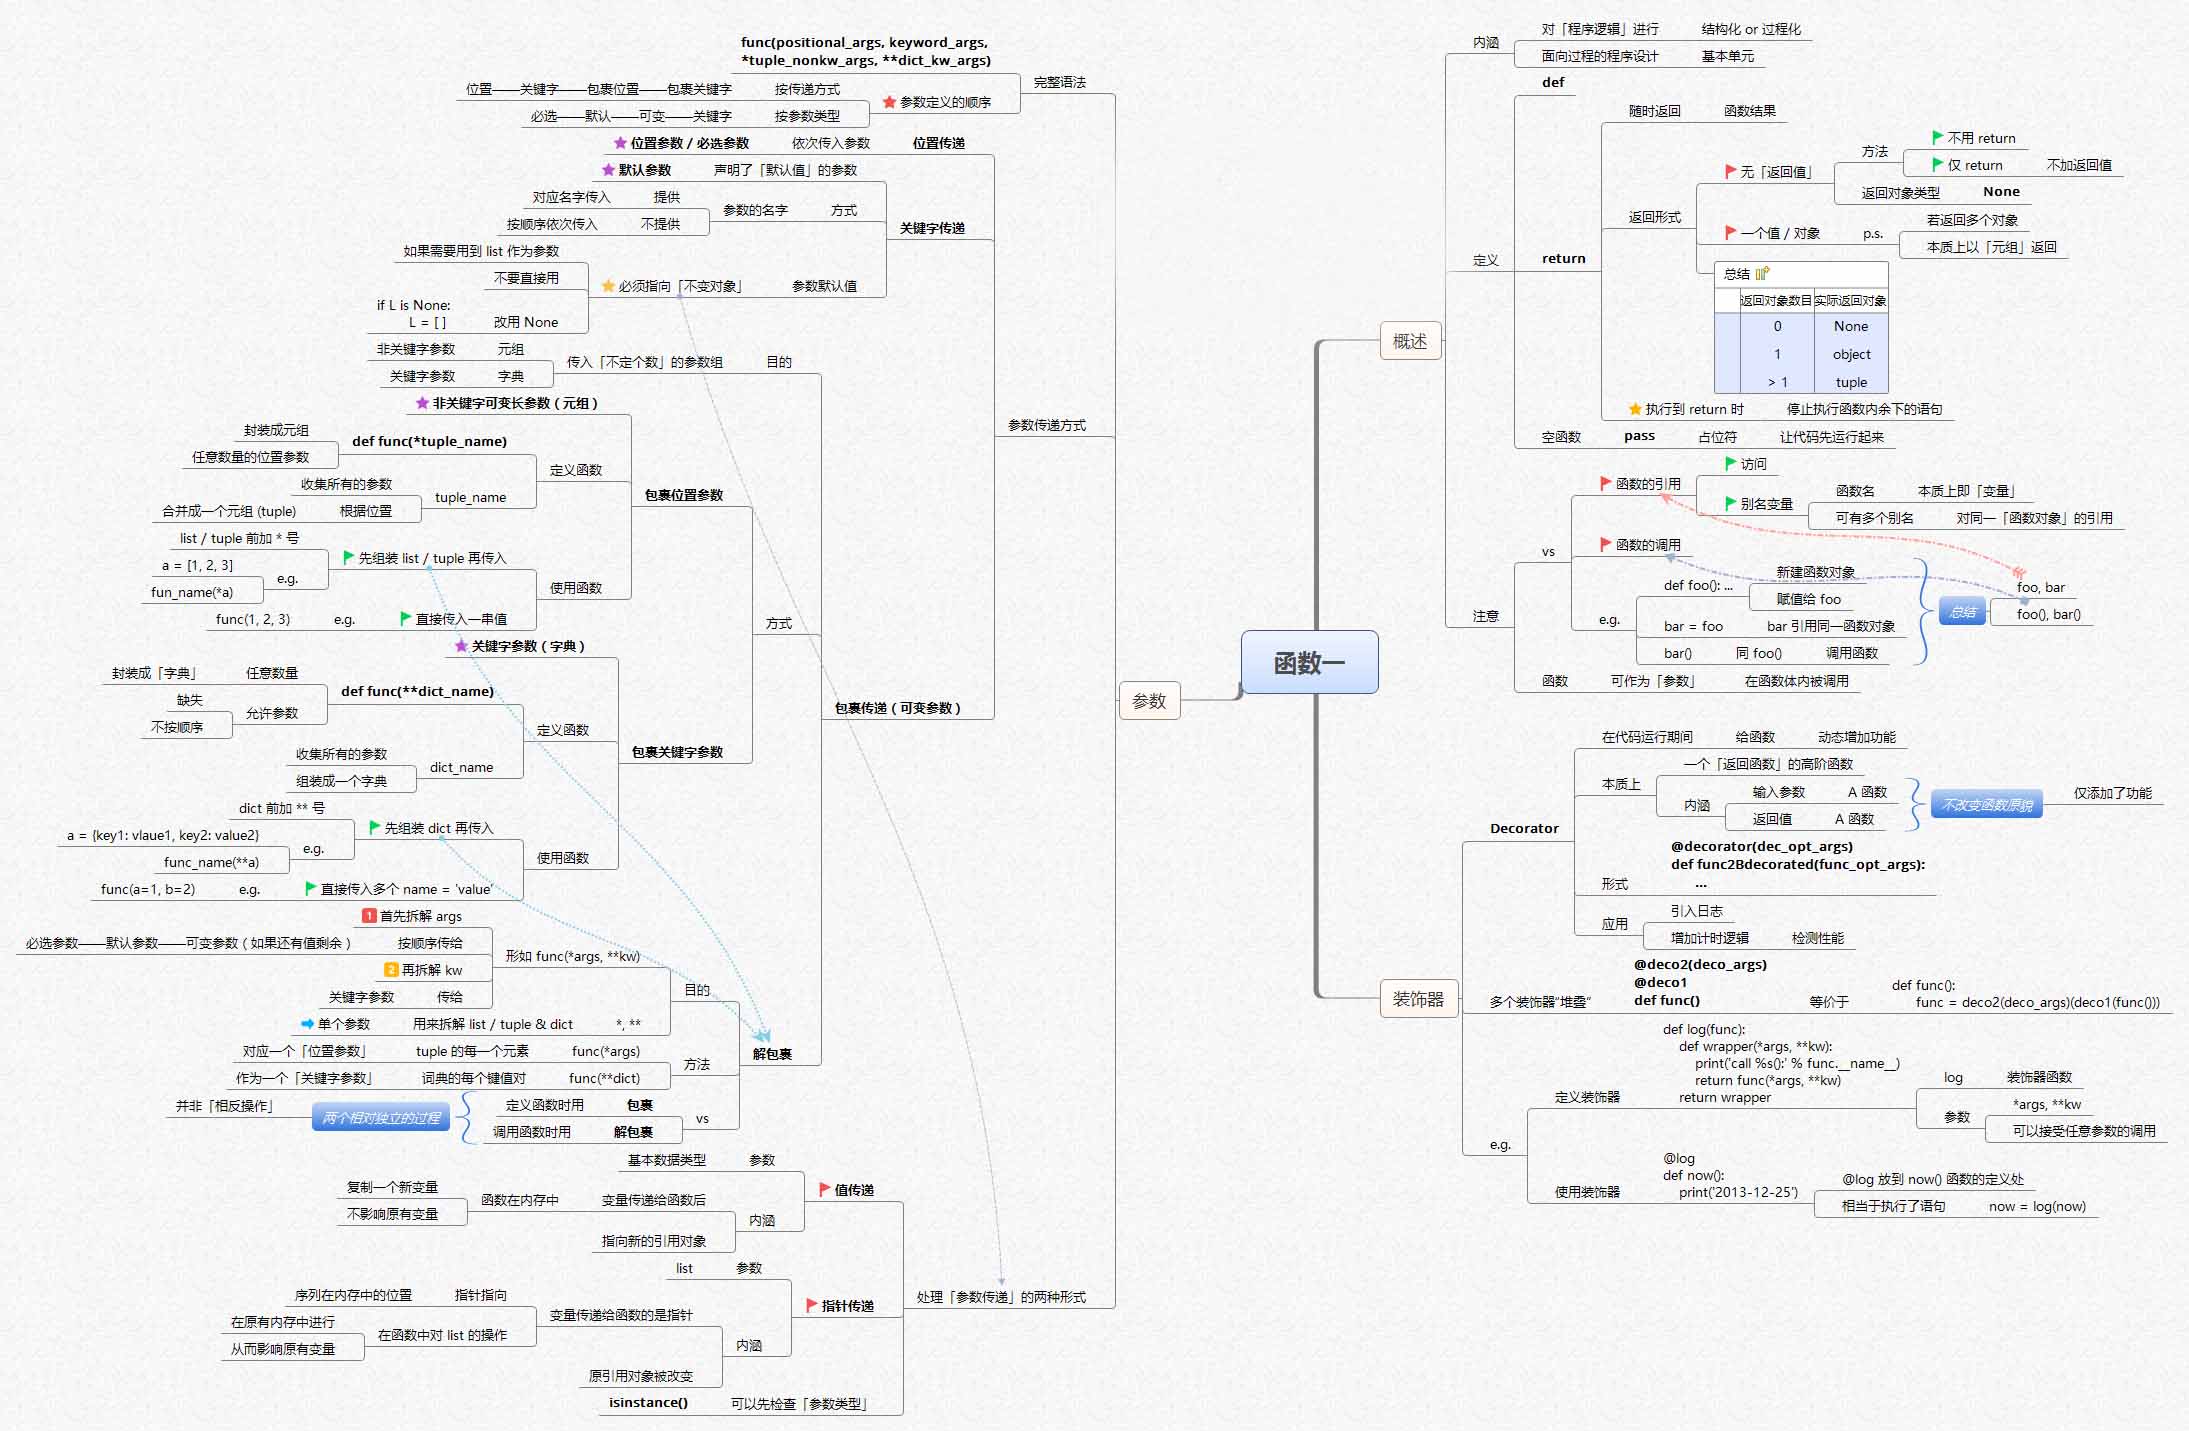 函数一
概述
内涵
对「程序逻辑」进行
结构化 or 过程化
面向过程的程序设计
基本单元
定义
def
return
随时返回
函数结果
返回形式
无「返回值」
方法
不用 return
仅 return
不加返回值
返回对象类型
None
一个值 / 对象
p.s.
若返回多个对象
本质上以「元组」返回
总结
返回对象数目 实际返回对象
0 None
1 object
> 1 tuple
执行到 return 时
停止执行函数内余下的语句
空函数
pass
占位符
让代码先运行起来
注意
vs
函数的引用
访问
别名变量
函数名
本质上即「变量」
可有多个别名
对同一「函数对象」的引用
函数的调用
e.g.
def foo(): ...
新建函数对象
赋值给 foo
bar = foo
bar 引用同一函数对象
bar()
同 foo()
调用函数
总结
foo, bar
foo(), bar()
函数
可作为「参数」
在函数体内被调用
装饰器
Decorator
在代码运行期间
给函数
动态增加功能
本质上
一个「返回函数」的高阶函数
内涵
输入参数
A 函数
返回值
A 函数
不改变函数原貌
仅添加了功能
形式
@decorator(dec_opt_args)
def func2Bdecorated(func_opt_args):
...
应用
引入日志
增加计时逻辑
检测性能
多个装饰器"堆叠"
@deco2(deco_args)
@deco1
def func()
等价于
def func():
func = deco2(deco_args)(deco1(func()))
e.g.
定义装饰器
def log(func):
def wrapper(*args, **kw):
print('call %s():' % func.__name__)
return func(*args, **kw)
return wrapper
log
装饰器函数
参数
*args, **kw
可以接受任意参数的调用
使用装饰器
@log
def now():
print('2013-12-25')
@log 放到 now() 函数的定义处
相当于执行了语句
now = log(now)
参数
完整语法
func(positional_args, keyword_args,
*tuple_nonkw_args, **dict_kw_args)
参数定义的顺序
按传递方式
位置——关键字——包裹位置——包裹关键字
按参数类型
必选——默认——可变——关键字
参数传递方式
位置传递
依次传入参数
位置参数 / 必选参数
关键字传递
声明了「默认值」的参数
默认参数
方式
参数的名字
提供
对应名字传入
不提供
按顺序依次传入
参数默认值
必须指向「不变对象」
如果需要用到 list 作为参数
不要直接用
改用 None
if L is None:
L = [ ]
包裹传递（可变参数）
目的
传入「不定个数」的参数组
元组
非关键字参数
字典
关键字参数
方式
包裹位置参数
非关键字可变长参数（元组）
定义函数
def func(*tuple_name)
封装成元组
任意数量的位置参数
tuple_name
收集所有的参数
根据位置
合并成一个元组 (tuple)
使用函数
先组装 list / tuple 再传入
list / tuple 前加 * 号
e.g.
a = [1, 2, 3]
fun_name(*a)
直接传入一串值
e.g.
func(1, 2, 3)
包裹关键字参数
关键字参数（字典）
定义函数
def func(**dict_name)
任意数量
封装成「字典」
允许参数
缺失
不按顺序
dict_name
收集所有的参数
组装成一个字典
使用函数
先组装 dict 再传入
dict 前加 ** 号
e.g.
a = {key1: vlaue1, key2: value2}
func_name(**a)
直接传入多个 name = 'value'
e.g.
func(a=1, b=2)
解包裹
目的
形如 func(*args, **kw)
1 首先拆解 args
按顺序传给
必选参数——默认参数——可变参数（如果还有值剩余）
2 再拆解 kw
传给
关键字参数
*, **
用来拆解 list / tuple & dict
单个参数
方法
func(*args)
tuple 的每一个元素
对应一个「位置参数」
func(**dict)
词典的每个键值对
作为一个「关键字参数」
vs
包裹
定义函数时用
解包裹
调用函数时用
两个相对独立的过程
并非「相反操作」
处理「参数传递」的两种形式
值传递
参数
基本数据类型
内涵
变量传递给函数后
函数在内存中
复制一个新变量
不影响原有变量
指向新的引用对象
指针传递
参数
list
内涵
变量传递给函数的是指针
指针指向
序列在内存中的位置
在函数中对 list 的操作
在原有内存中进行
从而影响原有变量
原引用对象被改变
可以先检查「参数类型」
isinstance()